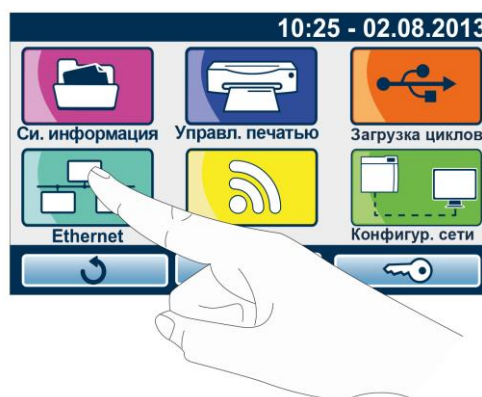 10:25 - 02.08.2013
Си. информация Управл. печатью Загрузка циклов
Ethernet Конфигур. сети